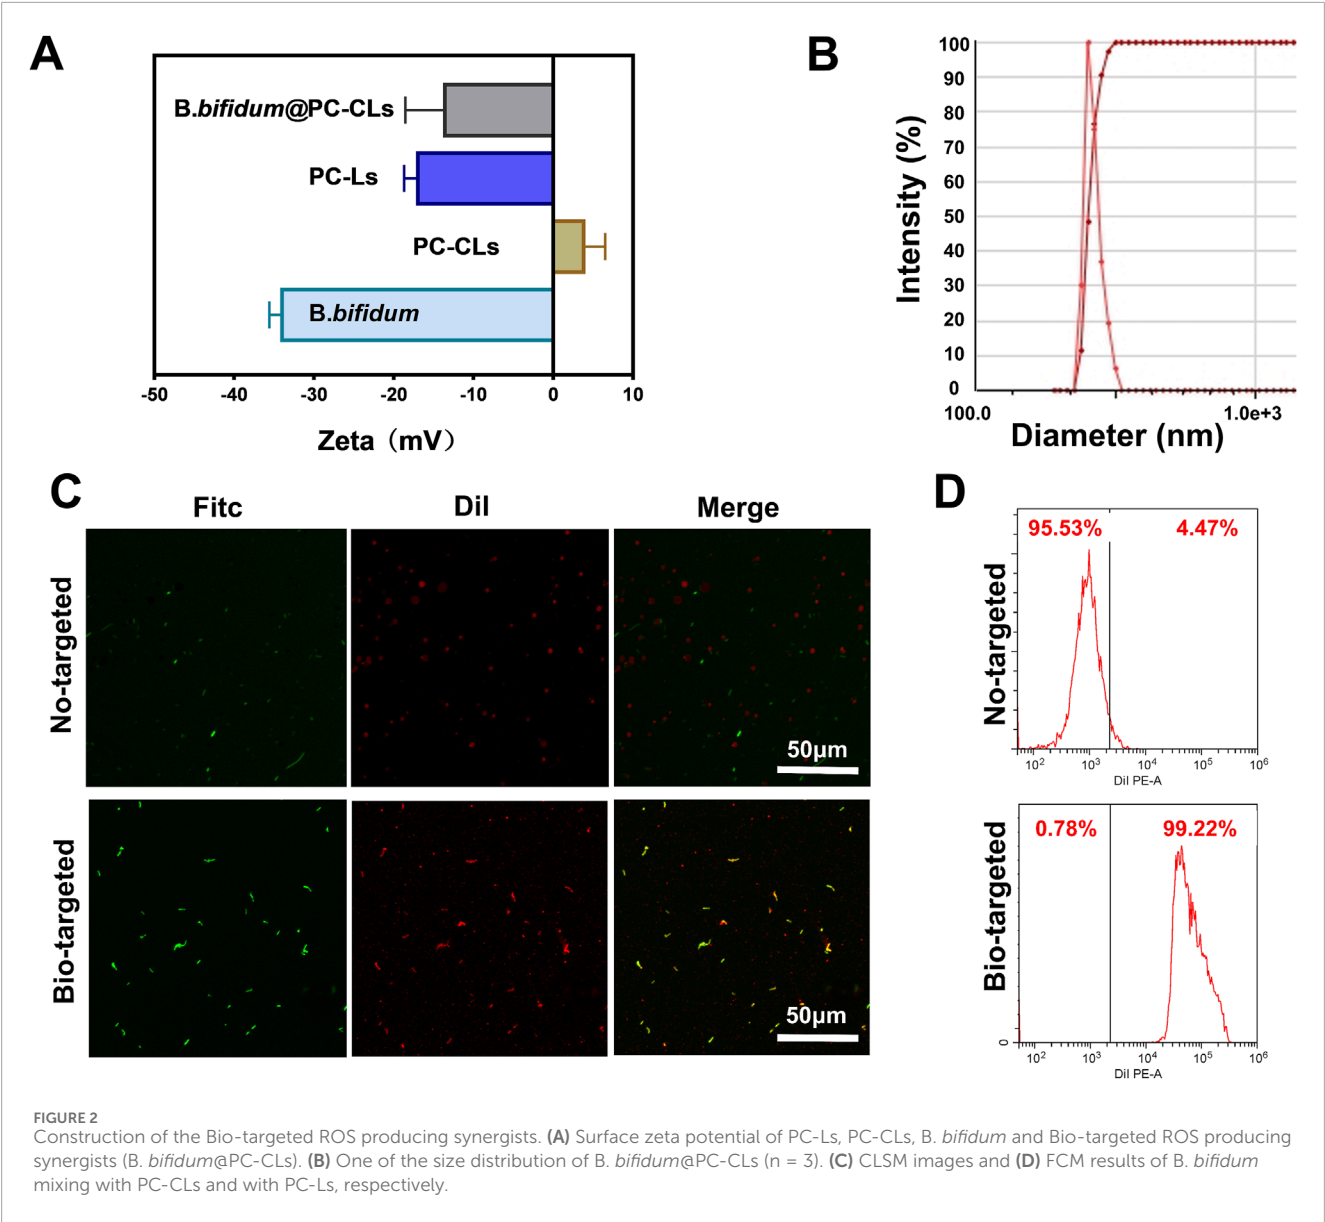 A
B.bifidum@PC-CLs
PC-Ls
PC-CLs
B.bifidum
-50 -40 -30 -20 -10 0 10
Zeta（mV）
B
Intensity (%)
100
90
80
70
60
50
40
30
20
10
0
100.0 1.0e+3
Diameter (nm)
C
Fitc Dil Merge
No-targeted
50μm
Bio-targeted
50μm
D
No-targeted
95.53% 4.47%
10² 10³ 10⁴ 10⁵ 10⁶
Dil PE-A
Bio-targeted
0.78% 99.22%
0
10² 10³ 10⁴ 10⁵ 10⁶
Dil PE-A
FIGURE 2
Construction of the Bio-targeted ROS producing synergists. (A) Surface zeta potential of PC-Ls, PC-CLs, B. bifidum and Bio-targeted ROS producing
synergists (B. bifidum@PC-CLs). (B) One of the size distribution of B. bifidum@PC-CLs (n = 3). (C) CLSM images and (D) FCM results of B. bifidum
mixing with PC-CLs and with PC-Ls, respectively.